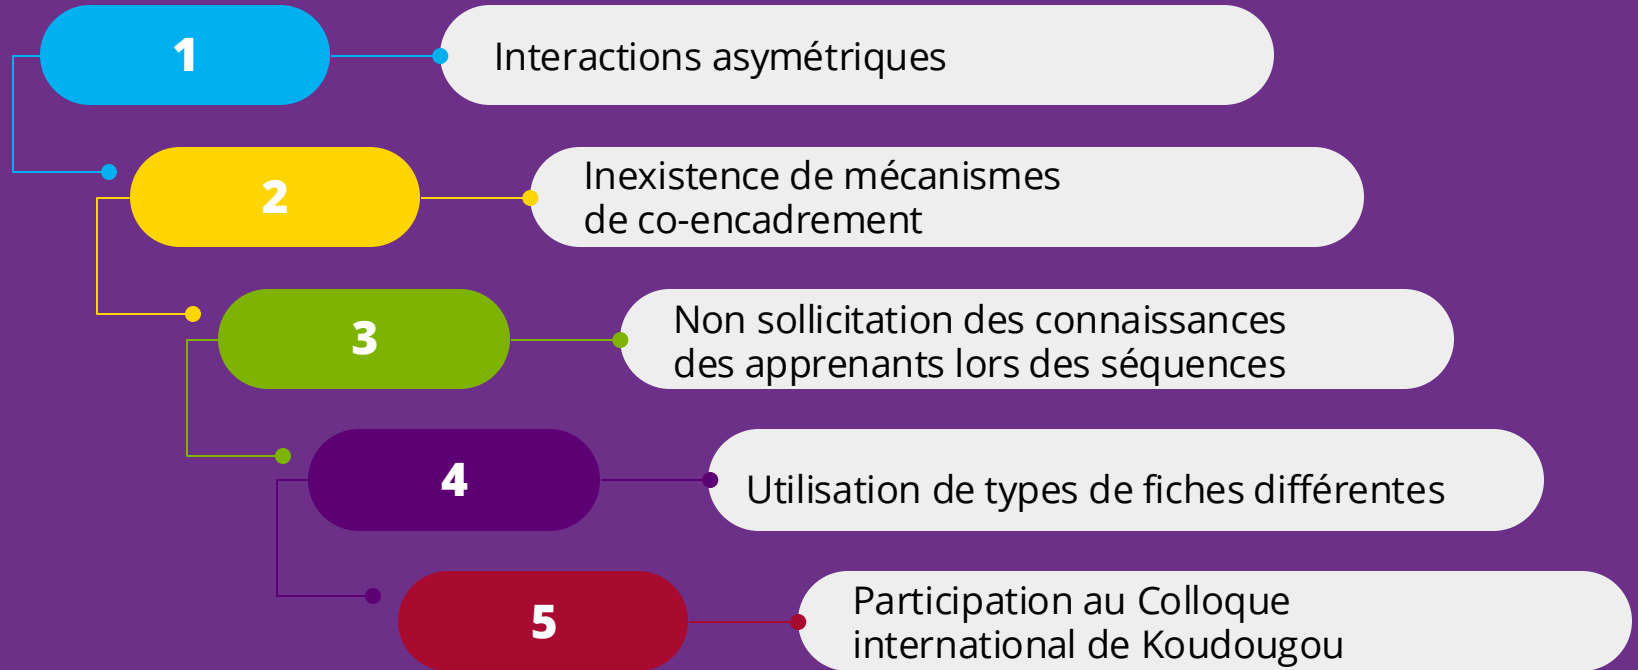 1
Interactions asymétriques
2
Inexistence de mécanismes
de co-encadrement
3
Non sollicitation des connaissances
des apprenants lors des séquences
4
Utilisation de types de fiches différentes
5
Participation au Colloque
international de Koudougou